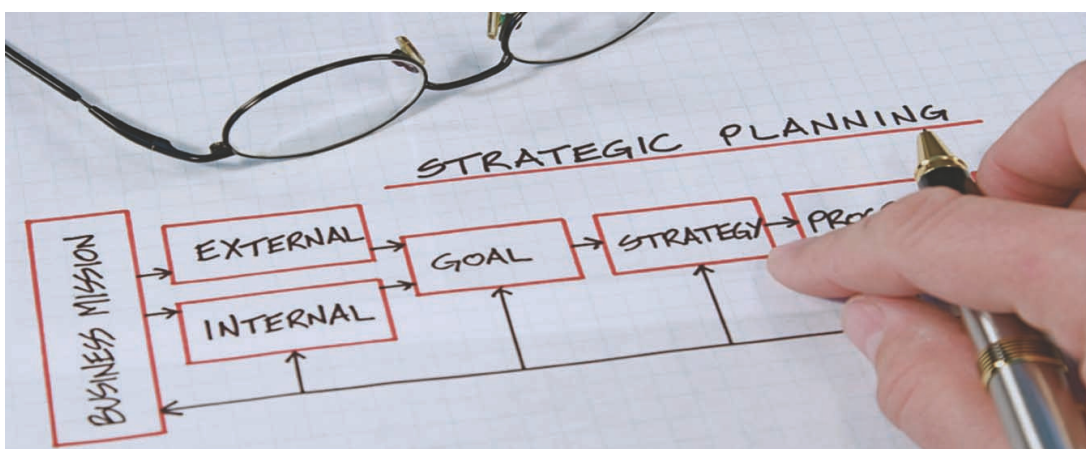 STRATEGIC PLANNING
BUSINESS MISSION
EXTERNAL
INTERNAL
GOAL
STRATEGY